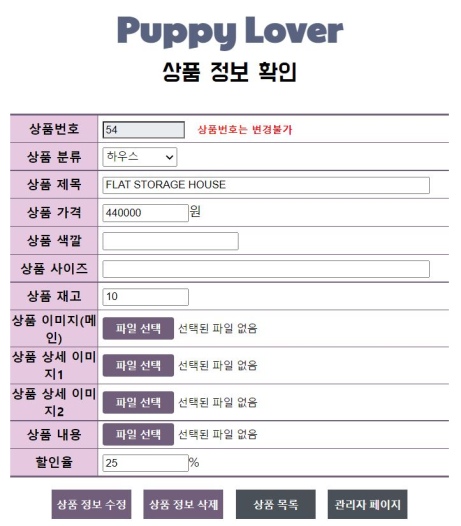 Puppy Lover
상품 정보 확인
상품번호 54 상품번호는 변경불가
상품 분류 하우스
상품 제목 FLAT STORAGE HOUSE
상품 가격 440000 원
상품 색깔
상품 사이즈
상품 재고 10
상품 이미지(메
인) 파일 선택 선택된 파일 없음
상품 상세 이미
지1 파일 선택 선택된 파일 없음
상품 상세 이미
지2 파일 선택 선택된 파일 없음
상품 내용 파일 선택 선택된 파일 없음
할인율 25 %
상품 정보 수정 상품 정보 삭제 상품 목록 관리자 페이지